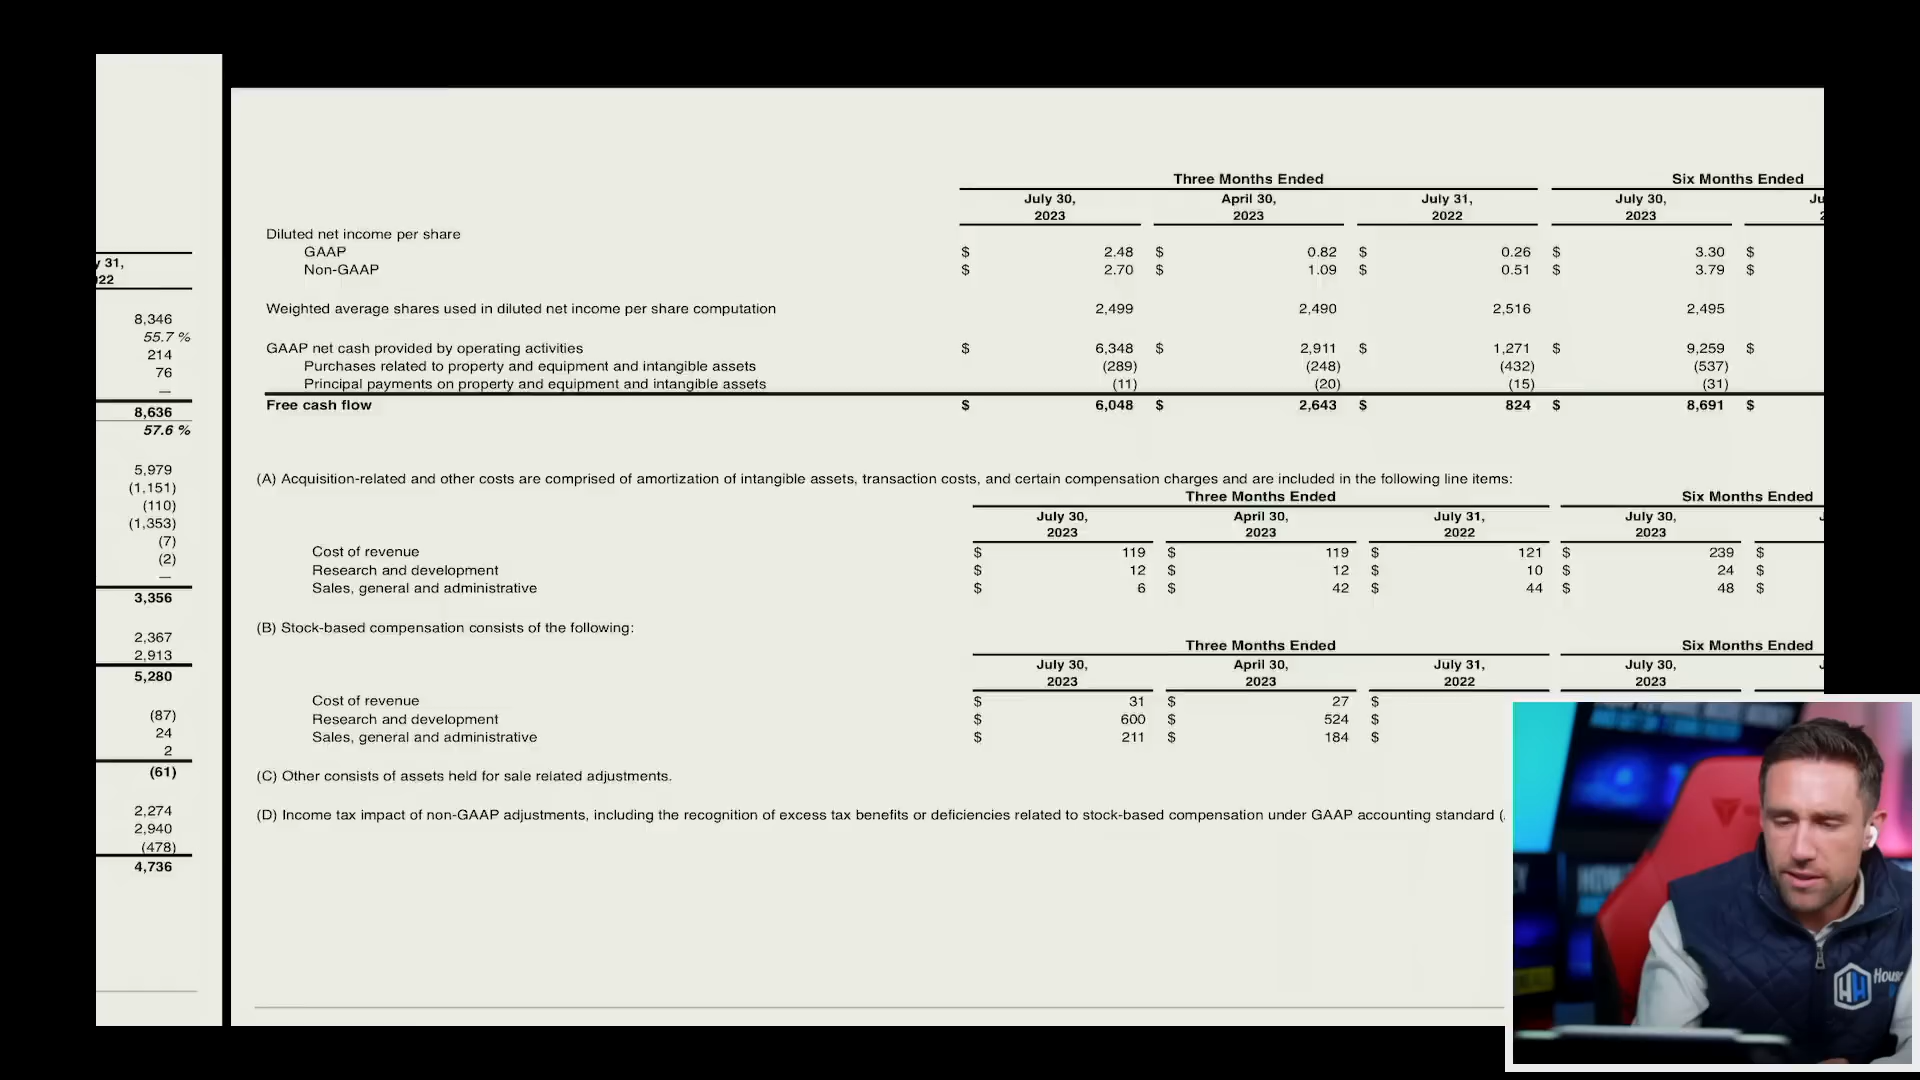 y 31,
022
8,346
55.7 %
214
76
—
8,636
57.6 %
5,979
(1,151)
(110)
(1,353)
(7)
(2)
—
3,356
2,367
2,913
5,280
(87)
24
2
(61)
2,274
2,940
(478)
4,736
Three Months Ended Six Months Ended
July 30, April 30, July 31, July 30, Ju
2023 2023 2022 2023 2
Diluted net income per share
GAAP $ 2.48 $ 0.82 $ 0.26 $ 3.30 $
Non-GAAP $ 2.70 $ 1.09 $ 0.51 $ 3.79 $
Weighted average shares used in diluted net income per share computation 2,499 2,490 2,516 2,495
GAAP net cash provided by operating activities $ 6,348 $ 2,911 $ 1,271 $ 9,259 $
Purchases related to property and equipment and intangible assets (289) (248) (432) (537)
Principal payments on property and equipment and intangible assets (11) (20) (15) (31)
Free cash flow $ 6,048 $ 2,643 $ 824 $ 8,691 $
(A) Acquisition-related and other costs are comprised of amortization of intangible assets, transaction costs, and certain compensation charges and are included in the following line items:
Three Months Ended Six Months Ended
July 30, April 30, July 31, July 30, J
2023 2023 2022 2023
Cost of revenue $ 119 $ 119 $ 121 $ 239 $
Research and development $ 12 $ 12 $ 10 $ 24 $
Sales, general and administrative $ 6 $ 42 $ 44 $ 48 $
(B) Stock-based compensation consists of the following:
Three Months Ended Six Months Ended
July 30, April 30, July 31, July 30, J
2023 2023 2022 2023
Cost of revenue $ 31 $ 27 $
Research and development $ 600 $ 524 $
Sales, general and administrative $ 211 $ 184 $
(C) Other consists of assets held for sale related adjustments.
(D) Income tax impact of non-GAAP adjustments, including the recognition of excess tax benefits or deficiencies related to stock-based compensation under GAAP accounting standard (
HH Hous